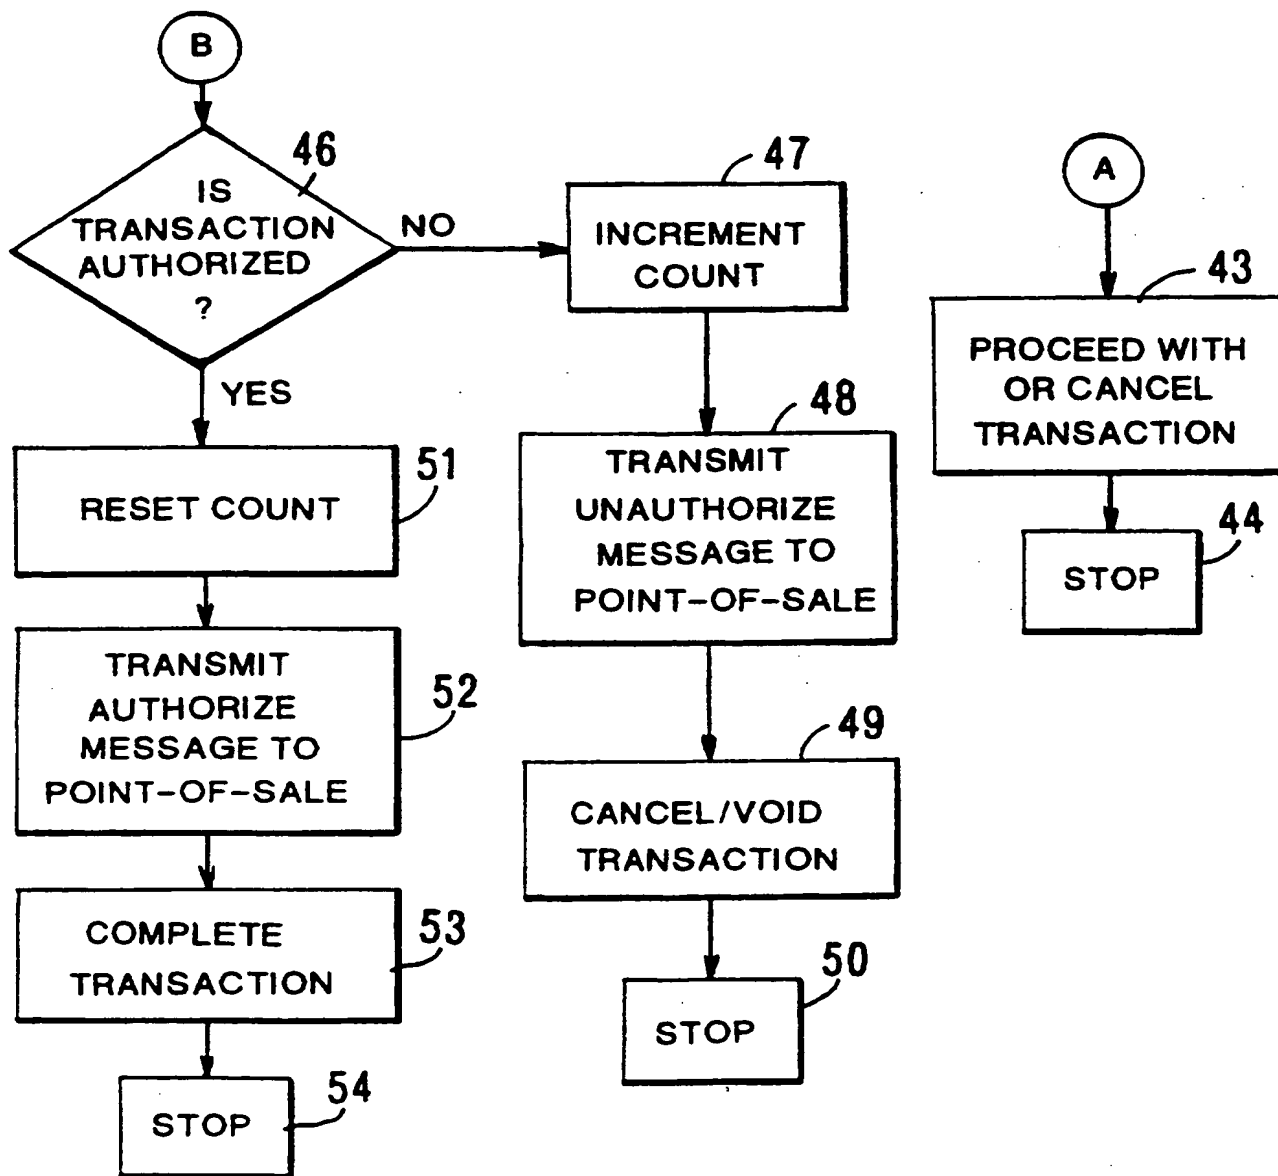 B
46
IS
TRANSACTION
AUTHORIZED
?
NO
YES
47
INCREMENT
COUNT
48
TRANSMIT
UNAUTHORIZE
MESSAGE TO
POINT-OF-SALE
49
CANCEL/VOID
TRANSACTION
50
STOP
51
RESET COUNT
52
TRANSMIT
AUTHORIZE
MESSAGE TO
POINT-OF-SALE
53
COMPLETE
TRANSACTION
54
STOP
A
43
PROCEED WITH
OR CANCEL
TRANSACTION
44
STOP